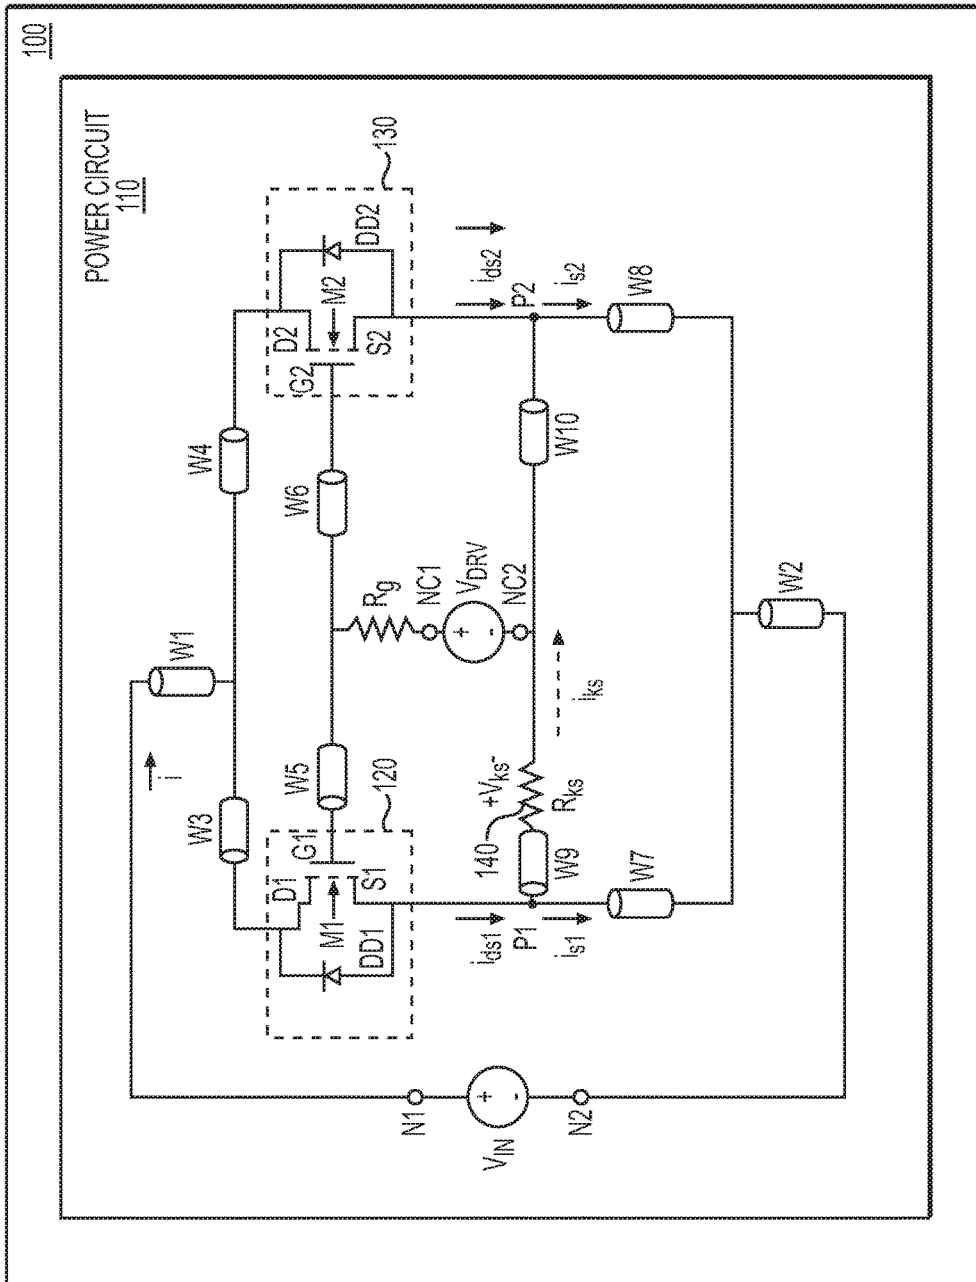 100
POWER CIRCUIT
110
130
DD2
M2
D2
G2
S2
ids2
P2
is2
W8
W4
W6
W10
W1
i
Rg
NC1
VDRV
+
-
NC2
W2
iks
W3
W5
120
G1
D1
S1
M1
DD1
+Vks-
140
Rks
W9
W7
ids1
P1
is1
N1
VIN
+
-
N2